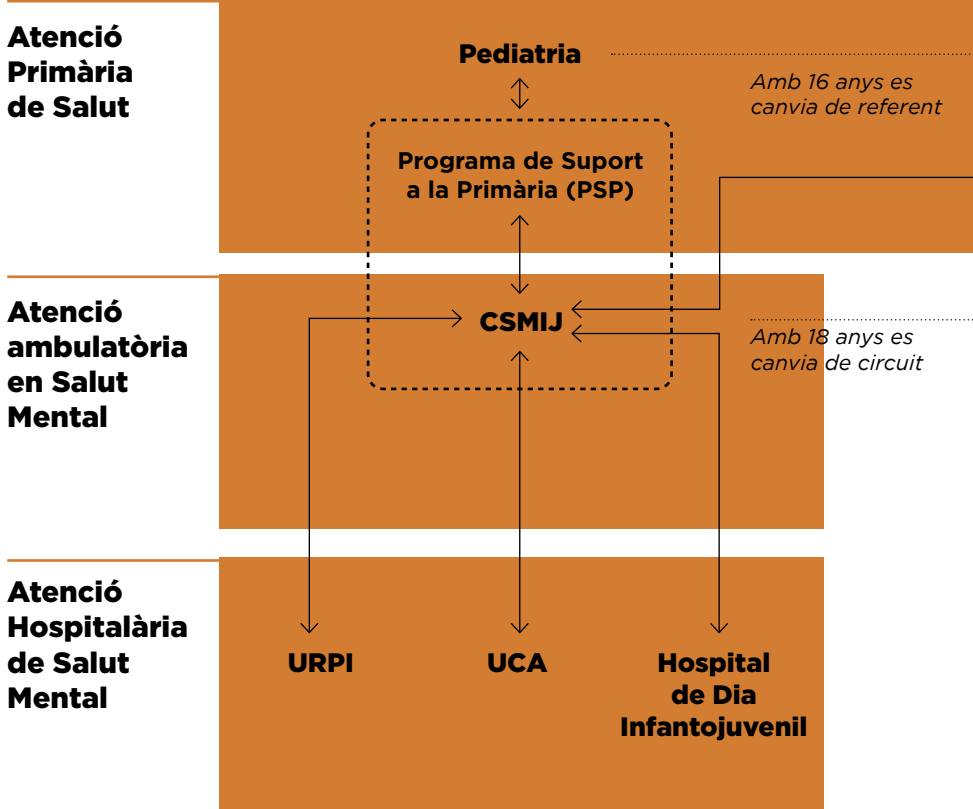 Atenció
Primària
de Salut
Pediatria
Amb 16 anys es
canvia de referent
Programa de Suport
a la Primària (PSP)
Atenció
ambulatòria
en Salut
Mental
CSMIJ
Amb 18 anys es
canvia de circuit
Atenció
Hospitalària
de Salut
Mental
URPI
UCA
Hospital
de Dia
Infantojuvenil